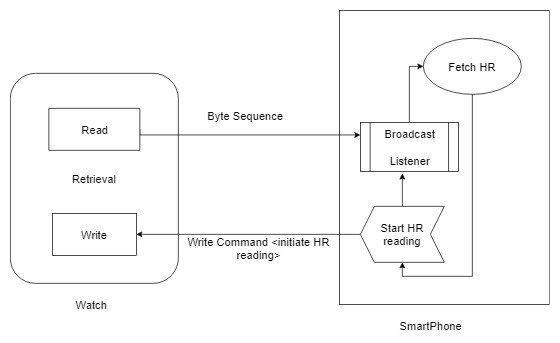 Fetch HR
Byte Sequence
Read
Broadcast
Listener
Retrieval
Write
Write Command <initiate HR
reading>
Start HR
reading
Watch
SmartPhone